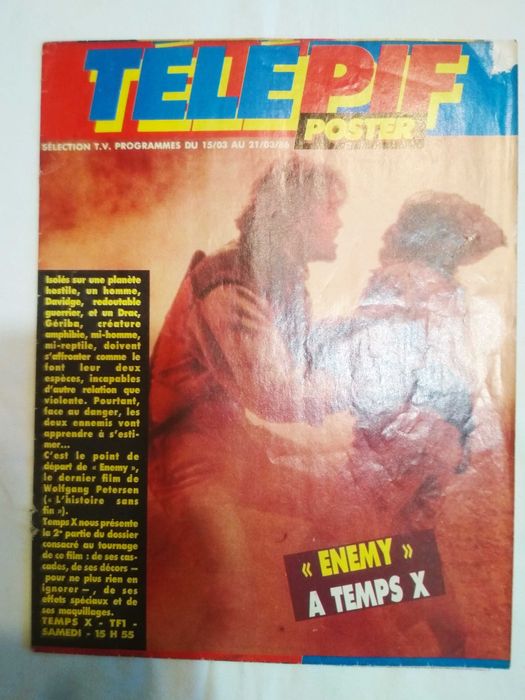 TÉLÉPIF
POSTER
SÉLECTION T.V. PROGRAMMES DU 15/03 AU 21/03/86
Isolés sur une planète
hostile, un homme,
Davidge, redoutable
guerrier, et un Drac,
Gériba, créature
amphibie, mi-homme,
mi-reptile, doivent
s'affronter comme le
font leur deux
espèces, incapables
d'autre relation que
violente. Pourtant,
face au danger, les
deux ennemis vont
apprendre à s'esti-
mer...
C'est le point de
départ de « Enemy »,
le dernier film de
Wolfgang Petersen
(« L'histoire sans
fin »).
Temps X nous présente
la 2e partie du dossier
consacré au tournage
de ce film : de ses cas-
cades, de ses décors —
pour ne plus rien en
ignorer —, de ses
effets spéciaux et de
ses maquillages.
TEMPS X - TF1 -
SAMEDI - 15 H 55
« ENEMY »
A TEMPS X